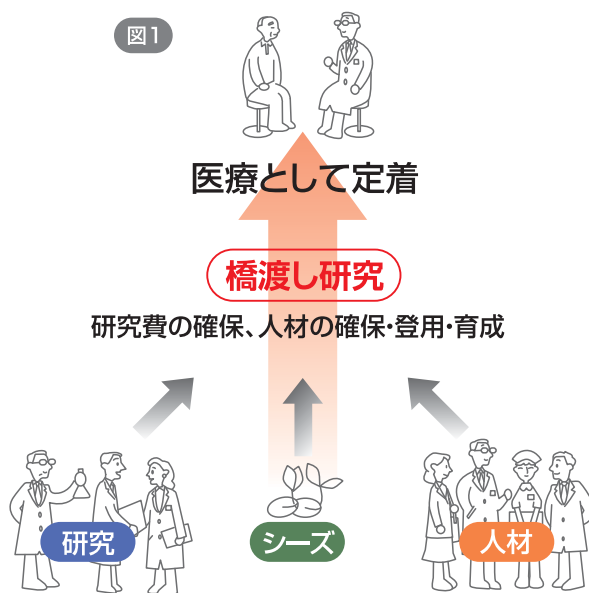 図1
医療として定着
橋渡し研究
研究費の確保、人材の確保・登用・育成
研究
シーズ
人材